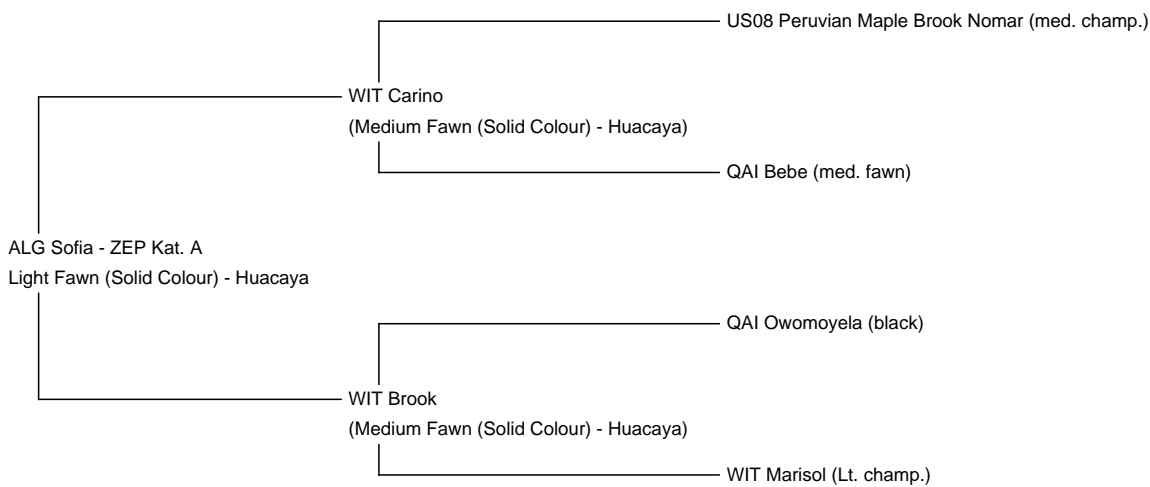 US08 Peruvian Maple Brook Nomar (med. champ.)
WIT Carino
(Medium Fawn (Solid Colour) - Huacaya)
QAI Bebe (med. fawn)
ALG Sofia - ZEP Kat. A
Light Fawn (Solid Colour) - Huacaya
QAI Owomoyela (black)
WIT Brook
(Medium Fawn (Solid Colour) - Huacaya)
WIT Marisol (Lt. champ.)